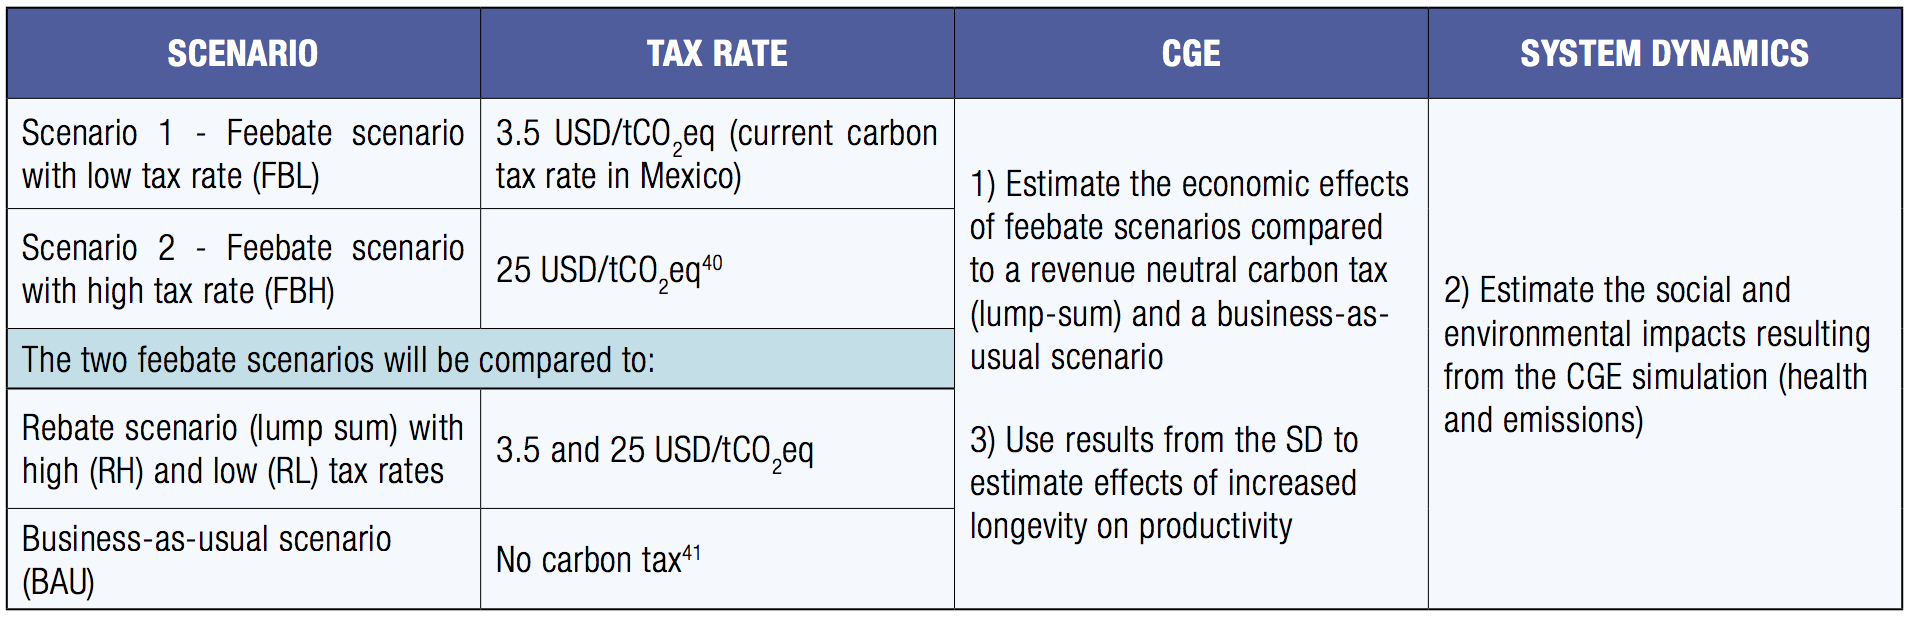 SCENARIO
TAX RATE
CGE
SYSTEM DYNAMICS
Scenario 1 - Feebate scenario
with low tax rate (FBL)
3.5 USD/tCO₂eq (current carbon
tax rate in Mexico)
Scenario 2 - Feebate scenario
with high tax rate (FBH)
25 USD/tCO₂eq⁴⁰
The two feebate scenarios will be compared to:
Rebate scenario (lump sum) with
high (RH) and low (RL) tax rates
3.5 and 25 USD/tCO₂eq
Business-as-usual scenario
(BAU)
No carbon tax⁴¹
1) Estimate the economic effects
of feebate scenarios compared
to a revenue neutral carbon tax
(lump-sum) and a business-as-
usual scenario
3) Use results from the SD to
estimate effects of increased
longevity on productivity
2) Estimate the social and
environmental impacts resulting
from the CGE simulation (health
and emissions)